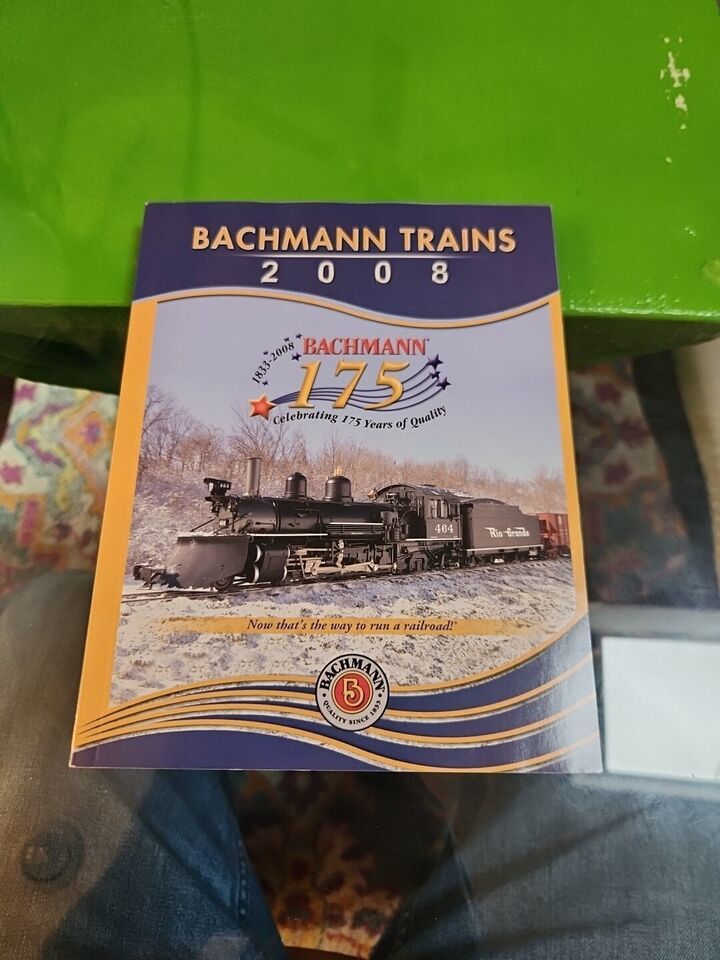 BACHMANN TRAINS
2008
1833-2008
BACHMANN
175
Celebrating 175 Years of Quality
464
Rio Grande
Now that's the way to run a railroad!®
BACHMANN
B
QUALITY SINCE 1833